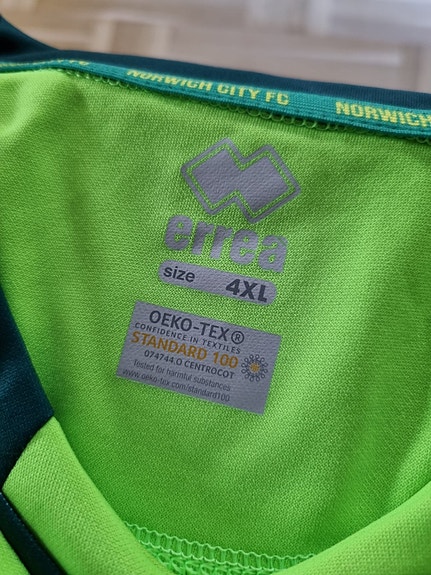 NORWICH CITY FC NORWICH
errea
size 4XL
OEKO-TEX®
CONFIDENCE IN TEXTILES
STANDARD 100
074744.O CENTROCOT
Tested for harmful substances
www.oeko-tex.com/standard100